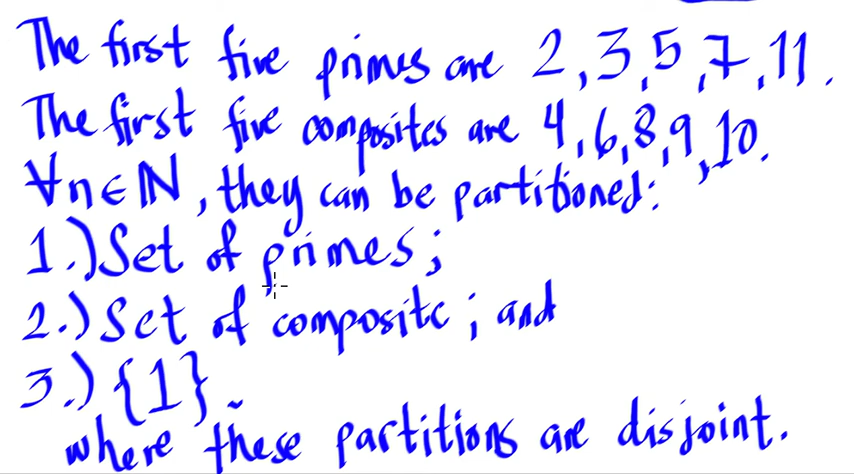 The first five primes are 2, 3, 5, 7, 11.
The first five composites are 4, 6, 8, 9, 10.
∀n∈ℕ, they can be partitioned:
1.) Set of primes;
2.) Set of composite; and
3.) {1}.
where these partitions are disjoint.